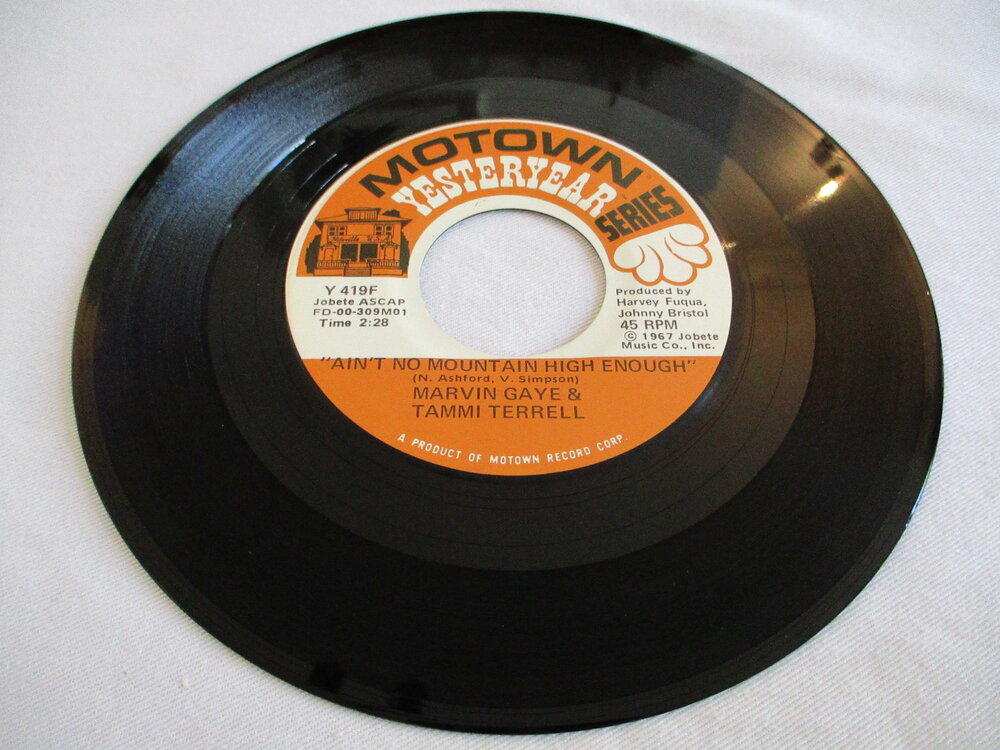 MOTOWN
YESTERYEAR
SERIES
Y 419F
Jobete ASCAP
FD-00-309M01
Time 2:28
Produced by
Harvey Fuqua,
Johnny Bristol
45 RPM
© 1967 Jobete
Music Co., Inc.
"AIN'T NO MOUNTAIN HIGH ENOUGH"
(N. Ashford, V. Simpson)
MARVIN GAYE &
TAMMI TERRELL
A PRODUCT OF MOTOWN RECORD CORP.